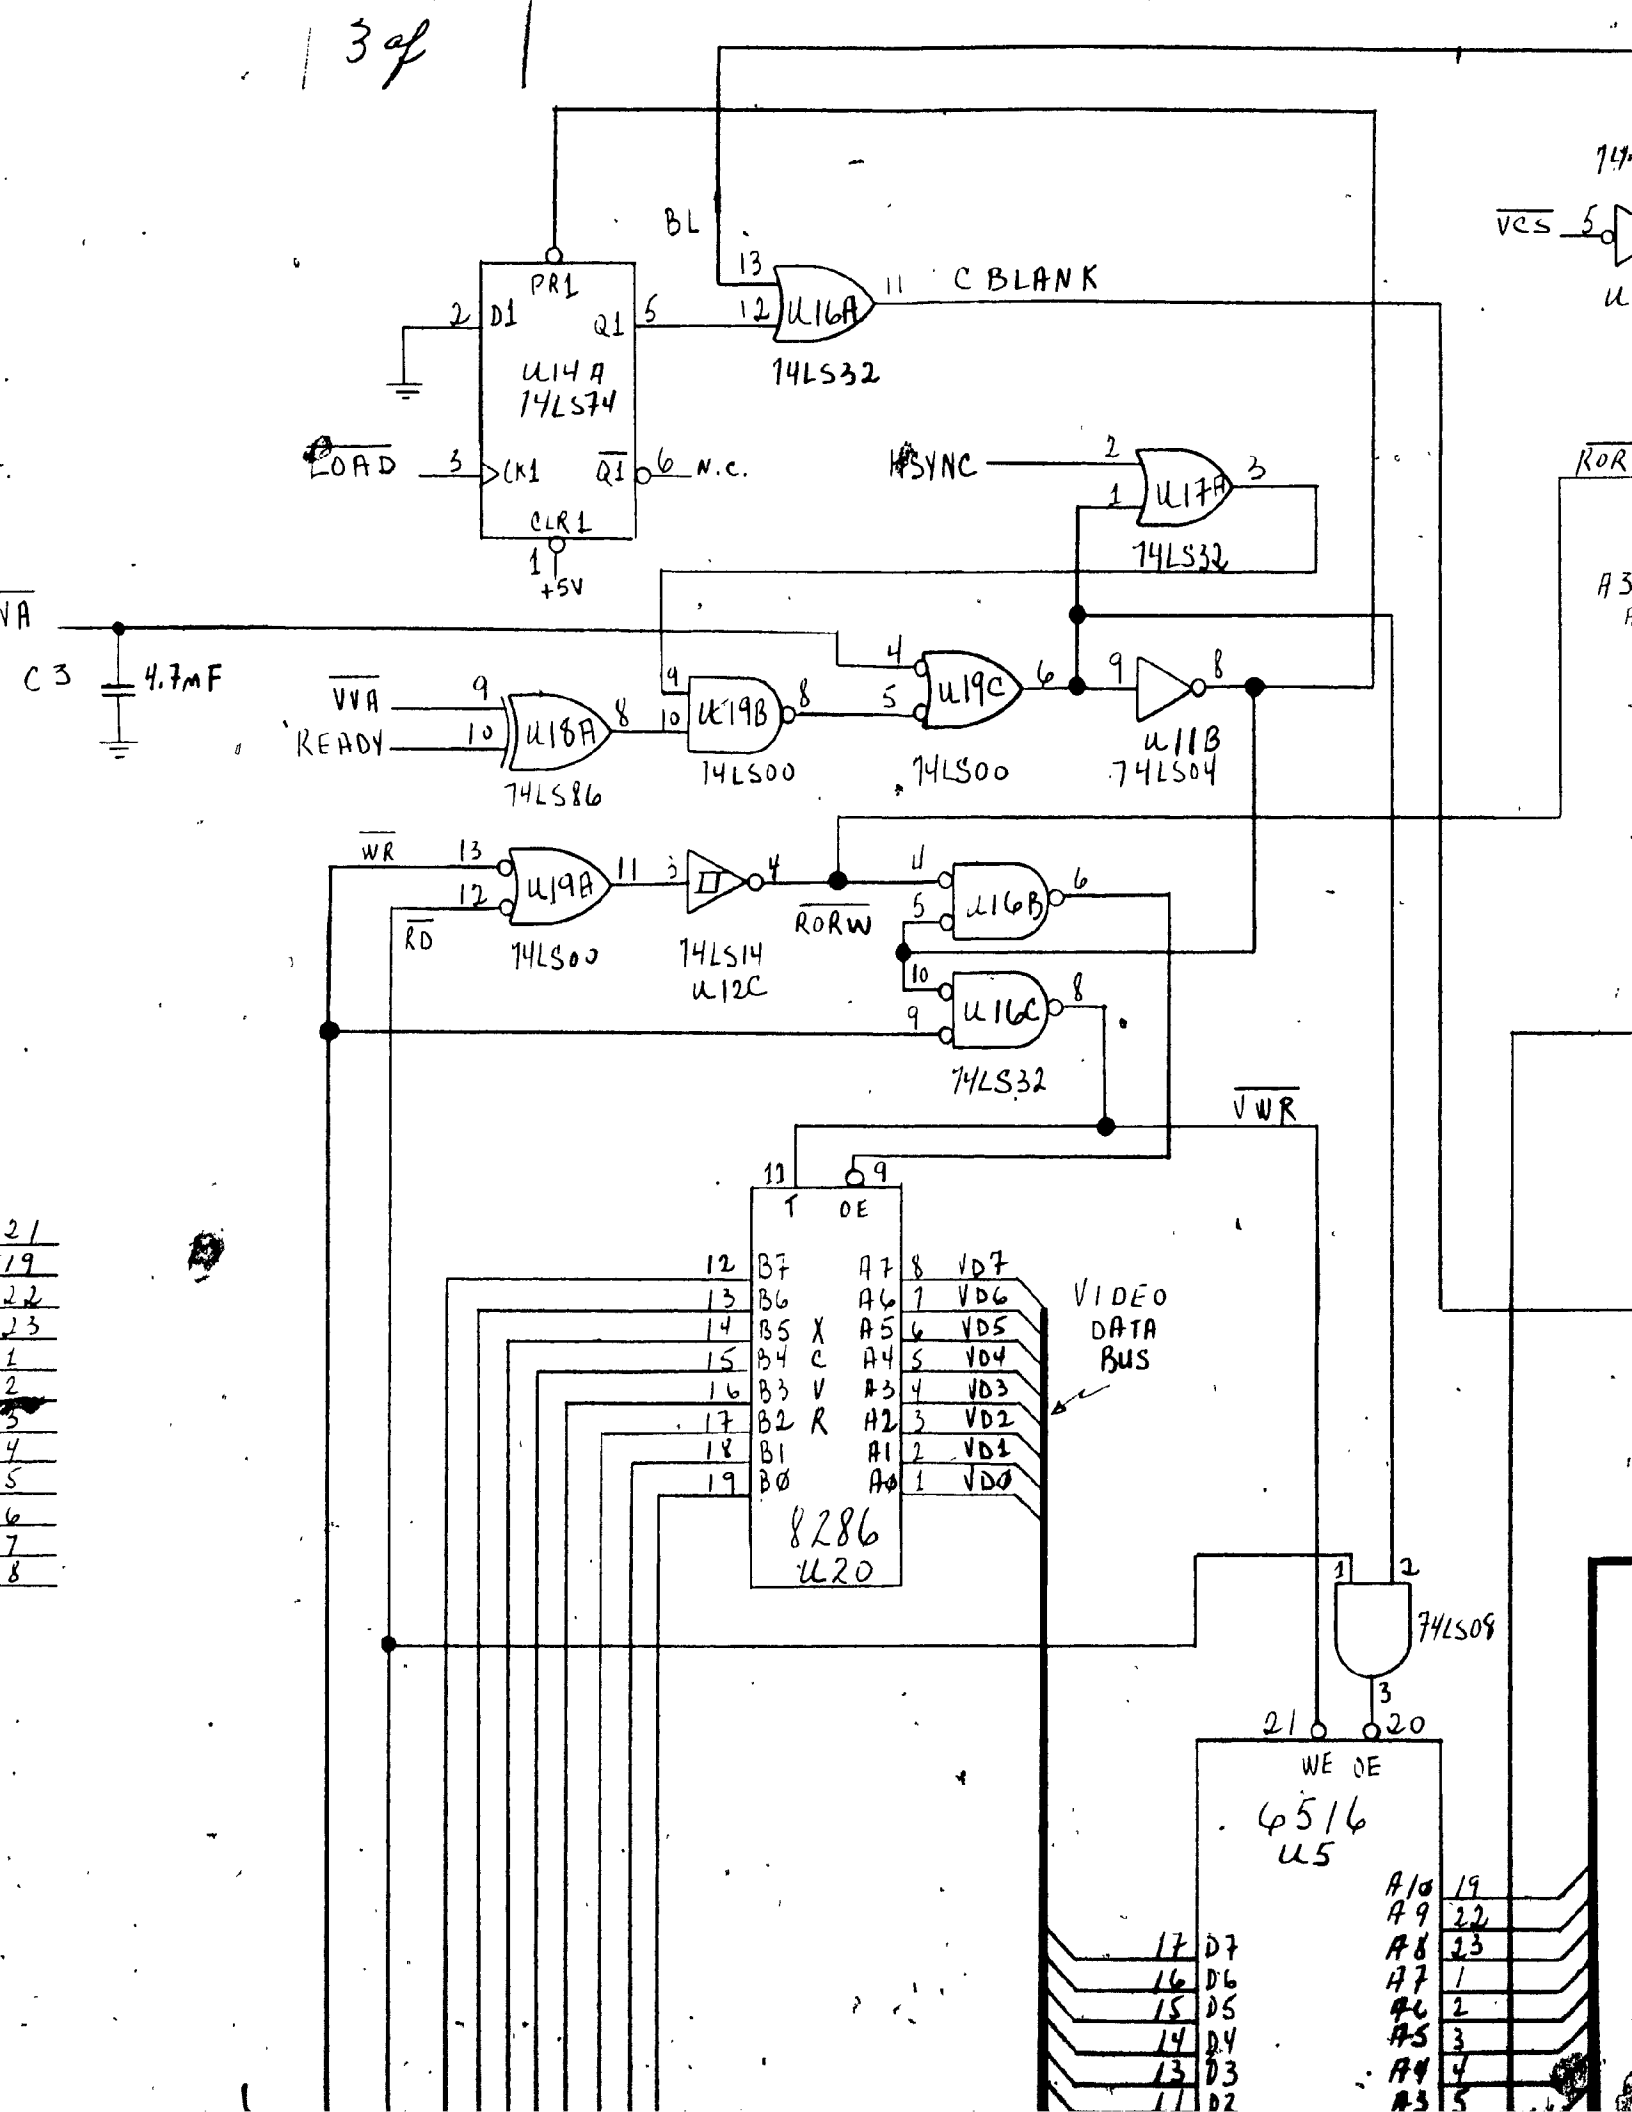 3 of
BL
13
12
U16A
11
C BLANK
74LS32
PR1
2
D1
Q1
5
U14A
74LS74
LOAD
3
CK1
Q1
6
N.C.
CLR1
1
+5V
VCS
5
HSYNC
2
1
U17A
3
74LS32
ROR
VA
C3
4.7mF
VVA
9
READY
10
U18A
8
74LS86
9
10
U19B
8
74LS00
4
5
U19C
6
74LS00
9
8
U11B
74LS04
WR
13
12
RD
U19A
11
74LS00
3
4
74LS14
U12C
RORW
4
5
U16B
6
10
9
U16C
8
74LS32
VWR
11
9
T
OE
12 B7 A7 8 VD7
13 B6 A6 7 VD6
14 B5 X A5 6 VD5
15 B4 C A4 5 VD4
16 B3 V A3 4 VD3
17 B2 R A2 3 VD2
18 B1 A1 2 VD1
19 BØ AØ 1 VDØ
8286
U20
VIDEO
DATA
BUS
21
19
22
23
1
2
3
4
5
6
7
8
1
2
74LS08
3
21
20
WE OE
6516
U5
A1Ø 19
A9 22
17 D7 A8 23
16 D6 A7 1
15 D5 A6 2
14 D4 A5 3
13 D3 A4 4
11 D2 A3 5